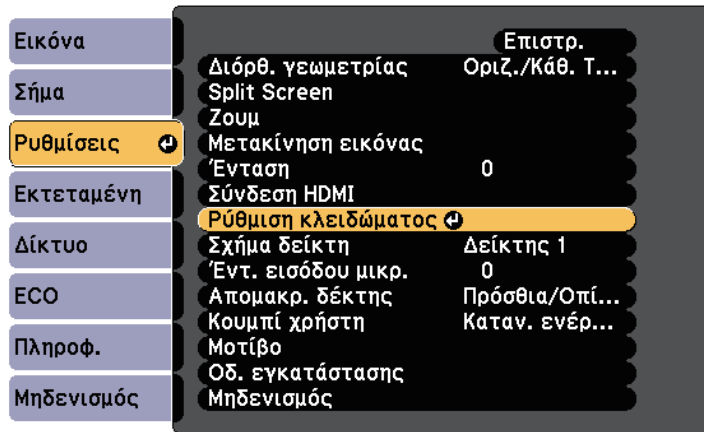 Εικόνα
Σήμα
Ρυθμίσεις
Εκτεταμένη
Δίκτυο
ECO
Πληροφ.
Μηδενισμός
Επιστρ.
Διόρθ. γεωμετρίας Οριζ./Κάθ. Τ...
Split Screen
Ζουμ
Μετακίνηση εικόνας
Ένταση 0
Σύνδεση HDMI
Ρύθμιση κλειδώματος
Σχήμα δείκτη Δείκτης 1
Έντ. εισόδου μικρ. 0
Απομακρ. δέκτης Πρόσθια/Οπί...
Κουμπί χρήστη Καταν. ενέρ...
Μοτίβο
Οδ. εγκατάστασης
Μηδενισμός